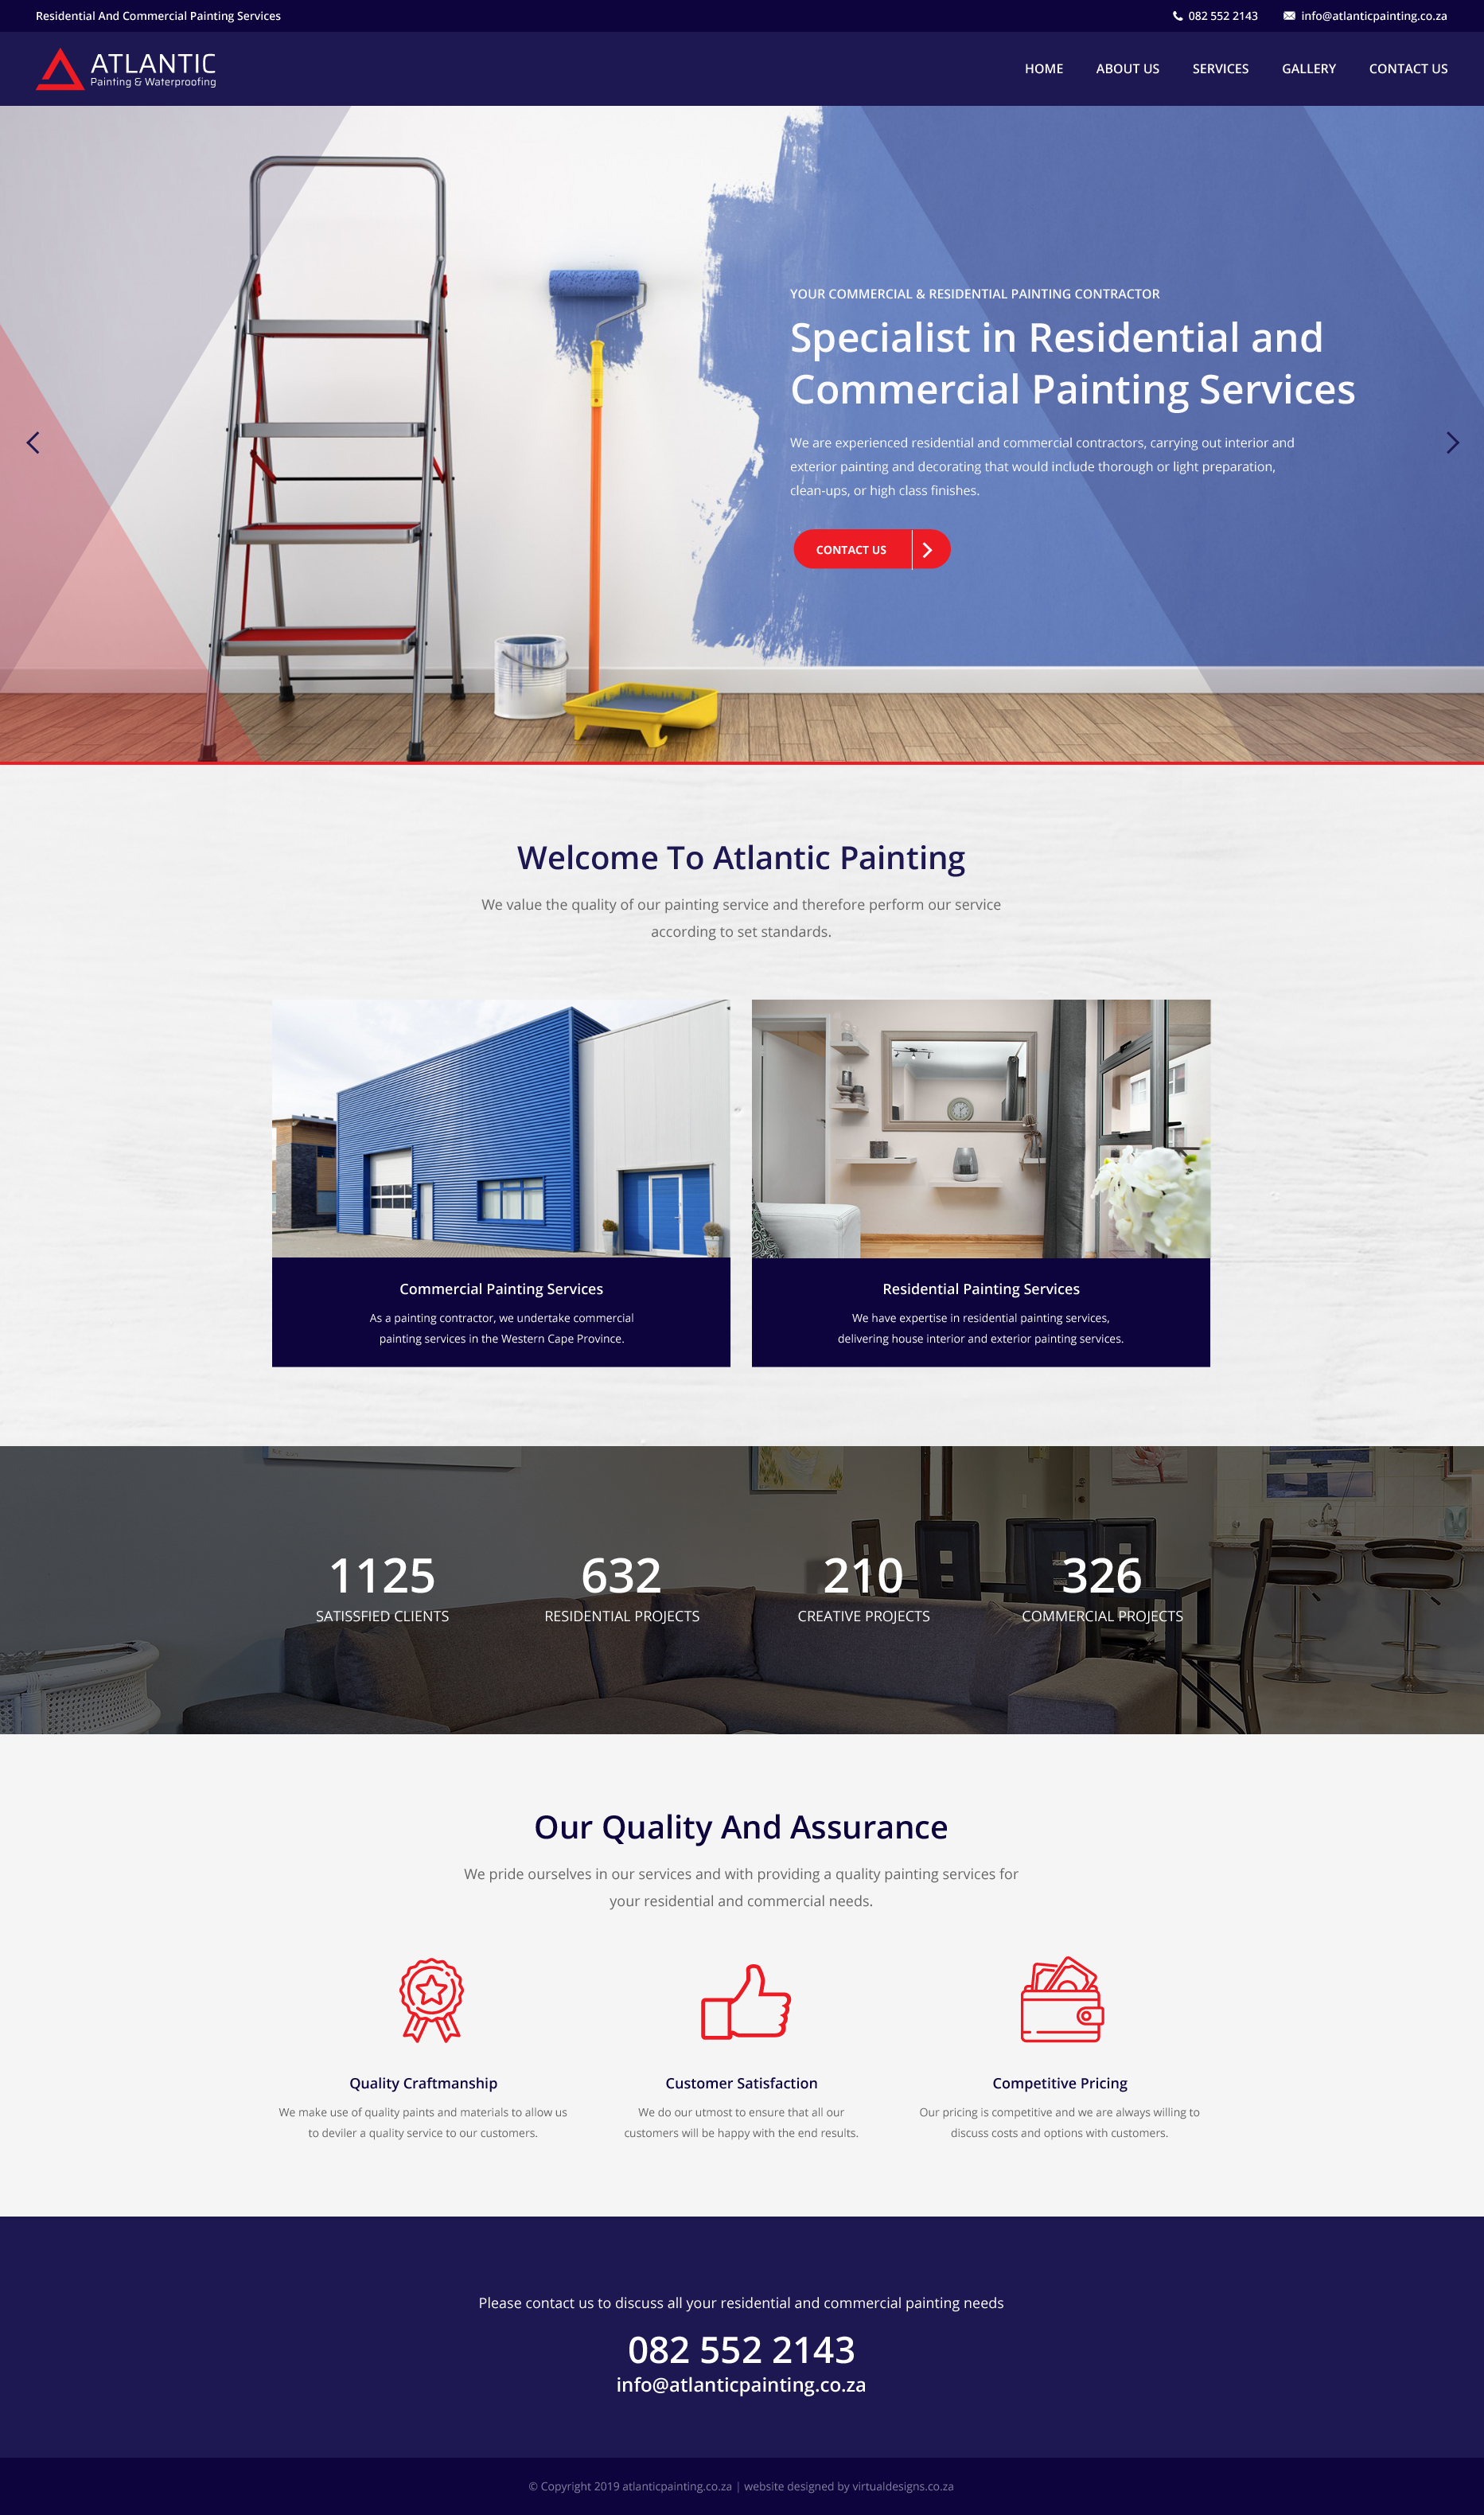 Residential And Commercial Painting Services
082 552 2143
info@atlanticpainting.co.za
ATLANTIC
Painting & Waterproofing
HOME
ABOUT US
SERVICES
GALLERY
CONTACT US
YOUR COMMERCIAL & RESIDENTIAL PAINTING CONTRACTOR
Specialist in Residential and
Commercial Painting Services
We are experienced residential and commercial contractors, carrying out interior and
exterior painting and decorating that would include thorough or light preparation,
clean-ups, or high class finishes.
CONTACT US
Welcome To Atlantic Painting
We value the quality of our painting service and therefore perform our service
according to set standards.
Commercial Painting Services
As a painting contractor, we undertake commercial
painting services in the Western Cape Province.
Residential Painting Services
We have expertise in residential painting services,
delivering house interior and exterior painting services.
1125
SATISSFIED CLIENTS
632
RESIDENTIAL PROJECTS
210
CREATIVE PROJECTS
326
COMMERCIAL PROJECTS
Our Quality And Assurance
We pride ourselves in our services and with providing a quality painting services for
your residential and commercial needs.
Quality Craftmanship
We make use of quality paints and materials to allow us
to deviler a quality service to our customers.
Customer Satisfaction
We do our utmost to ensure that all our
customers will be happy with the end results.
Competitive Pricing
Our pricing is competitive and we are always willing to
discuss costs and options with customers.
Please contact us to discuss all your residential and commercial painting needs
082 552 2143
info@atlanticpainting.co.za
© Copyright 2019 atlanticpainting.co.za | website designed by virtualdesigns.co.za